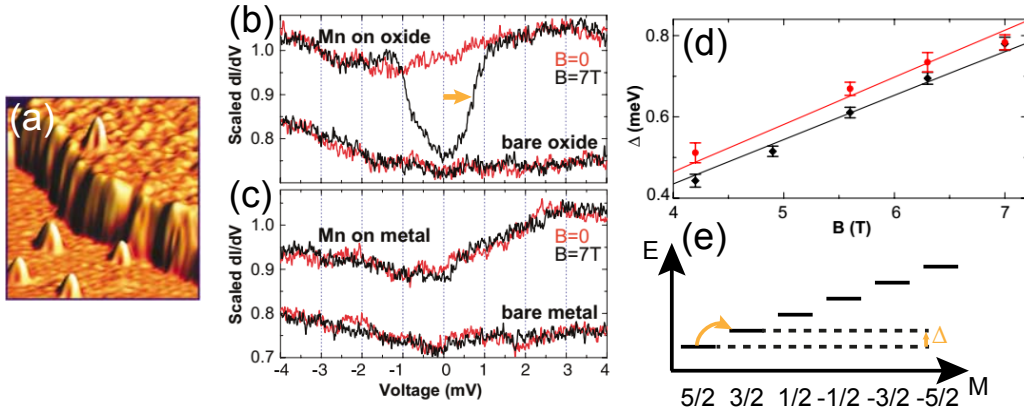 (a)
(b)
Mn on oxide
B=0
B=7T
bare oxide
Scaled dI/dV
1.0
0.9
0.8
(c)
Mn on metal
B=0
B=7T
bare metal
Scaled dI/dV
1.0
0.9
0.8
0.7
-4 -3 -2 -1 0 1 2 3 4
Voltage (mV)
(d)
Δ (meV)
0.8
0.6
0.4
4 5 6 7
B (T)
(e)
E
Δ
M
5/2 3/2 1/2 -1/2 -3/2 -5/2